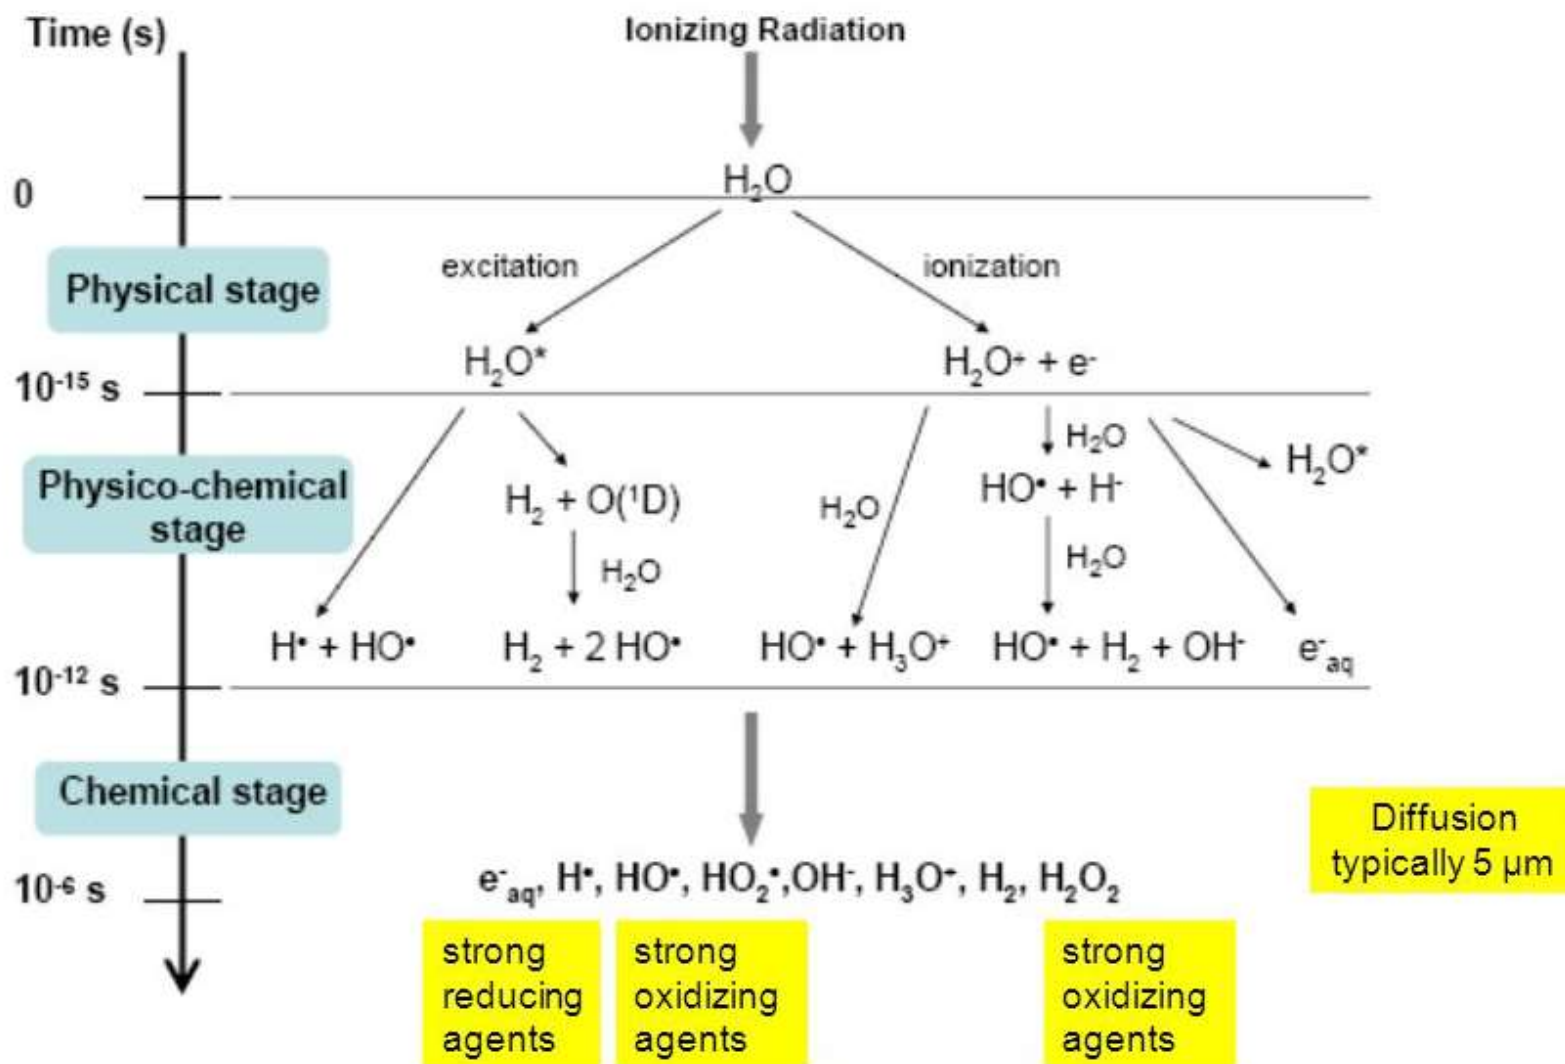 Time (s)
Ionizing Radiation
H₂O
0
excitation
ionization
Physical stage
H₂O*
H₂O⁺ + e⁻
10⁻¹⁵ s
H₂O
H₂O*
Physico-chemical
stage
H₂ + O(¹D)
H₂O
HO• + H⁻
H₂O
H₂O
H• + HO•
H₂ + 2 HO•
HO• + H₃O⁺
HO• + H₂ + OH⁻
e⁻aq
10⁻¹² s
Chemical stage
Diffusion
typically 5 µm
10⁻⁶ s
e⁻aq, H•, HO•, HO₂•,OH⁻, H₃O⁺, H₂, H₂O₂
strong
reducing
agents
strong
oxidizing
agents
strong
oxidizing
agents